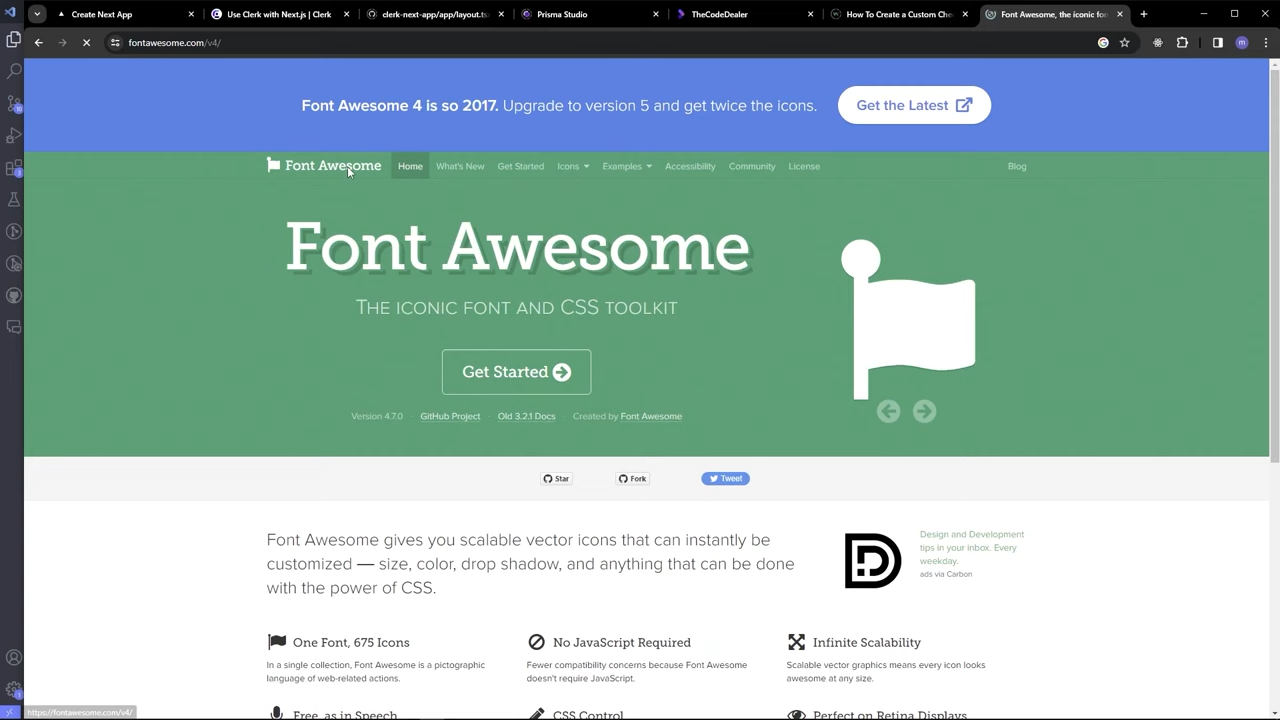 Create Next App
Use Clerk with Next.js | Clerk
clerk-next-app/app/layout.ts
Prisma Studio
TheCodeDealer
How To Create a Custom Che
Font Awesome, the iconic fo
fontawesome.com/v4/
m
Font Awesome 4 is so 2017. Upgrade to version 5 and get twice the icons.
Get the Latest
Font Awesome
Home
What's New
Get Started
Icons
Examples
Accessibility
Community
License
Blog
Font Awesome
THE ICONIC FONT AND CSS TOOLKIT
Get Started
Version 4.7.0 · GitHub Project · Old 3.2.1 Docs · Created by Font Awesome
Star
Fork
Tweet
Font Awesome gives you scalable vector icons that can instantly be
customized — size, color, drop shadow, and anything that can be done
with the power of CSS.
Design and Development
tips in your inbox. Every
weekday.
ads via Carbon
One Font, 675 Icons
In a single collection, Font Awesome is a pictographic
language of web-related actions.
No JavaScript Required
Fewer compatibility concerns because Font Awesome
doesn't require JavaScript.
Infinite Scalability
Scalable vector graphics means every icon looks
awesome at any size.
Free, as in Speech
CSS Control
Perfect on Retina Displays
https://fontawesome.com/v4/